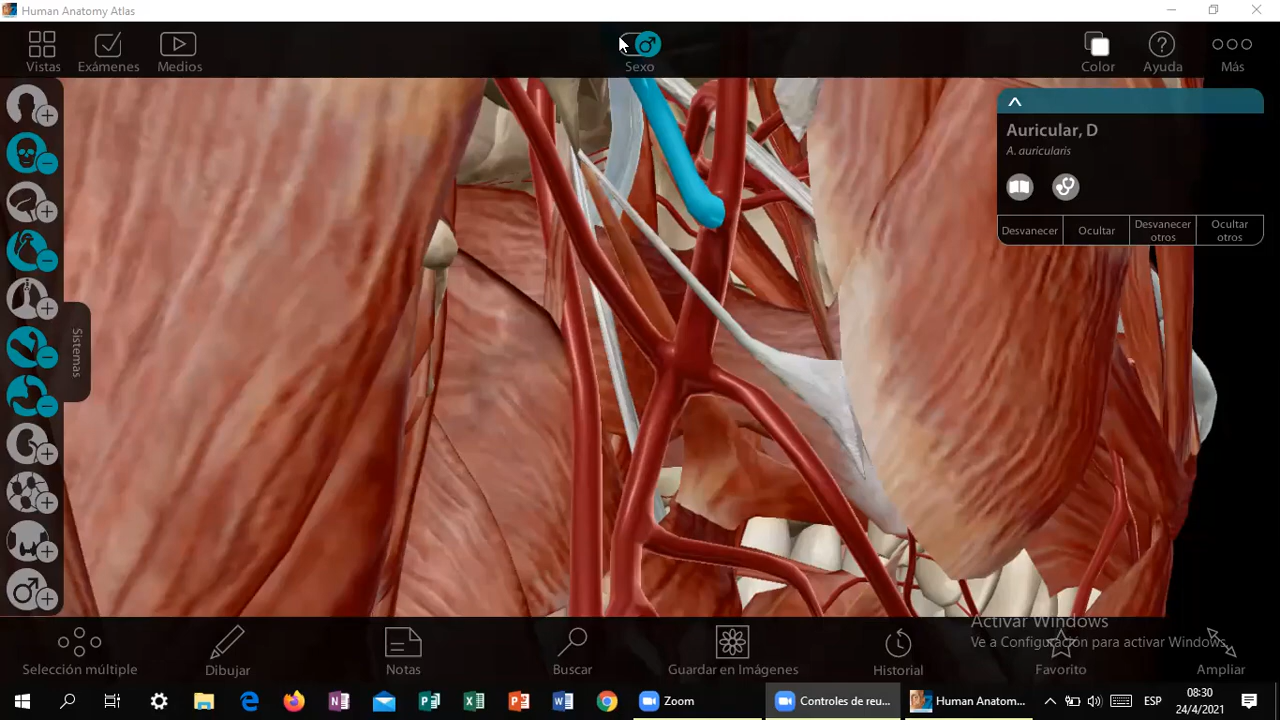 Human Anatomy Atlas
Vistas
Exámenes
Medios
Sexo
Color
Ayuda
Más
Auricular, D
A. auricularis
Desvanecer
Ocultar
Desvanecer otros
Ocultar otros
Sistemas
Activar Windows
Ve a Configuración para activar Windows.
Selección múltiple
Dibujar
Notas
Buscar
Guardar en Imágenes
Historial
Favorito
Ampliar
Zoom
Controles de reu...
Human Anatom...
ESP
08:30
24/4/2021